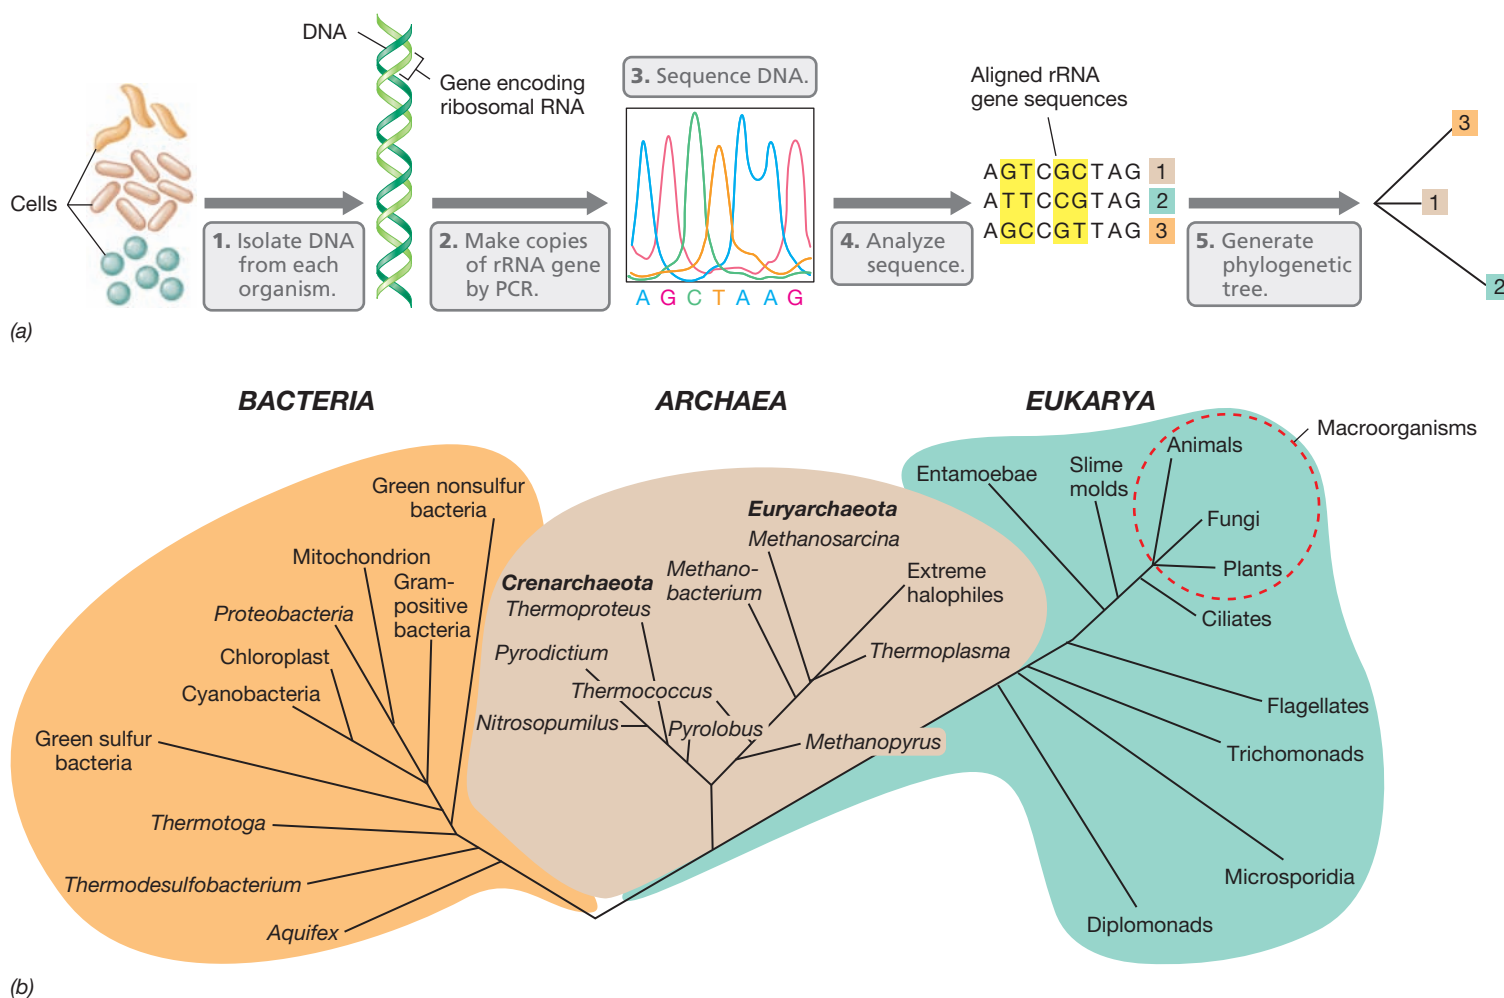 DNA
Gene encoding
ribosomal RNA
Cells
1. Isolate DNA
from each
organism.
2. Make copies
of rRNA gene
by PCR.
3. Sequence DNA.
A G C T A A G
4. Analyze
sequence.
Aligned rRNA
gene sequences
AGTCGCTAG 1
ATTCCGTAG 2
AGCCGTTAG 3
5. Generate
phylogenetic
tree.
3
1
2
(a)
BACTERIA
ARCHAEA
EUKARYA
Macroorganisms
Green nonsulfur
bacteria
Mitochondrion
Gram-
positive
bacteria
Proteobacteria
Chloroplast
Cyanobacteria
Green sulfur
bacteria
Thermotoga
Thermodesulfobacterium
Aquifex
Crenarchaeota
Thermoproteus
Pyrodictium
Thermococcus
Nitrosopumilus
Pyrolobus
Euryarchaeota
Methanosarcina
Methano-
bacterium
Extreme
halophiles
Thermoplasma
Methanopyrus
Entamoebae
Slime
molds
Animals
Fungi
Plants
Ciliates
Flagellates
Trichomonads
Microsporidia
Diplomonads
(b)